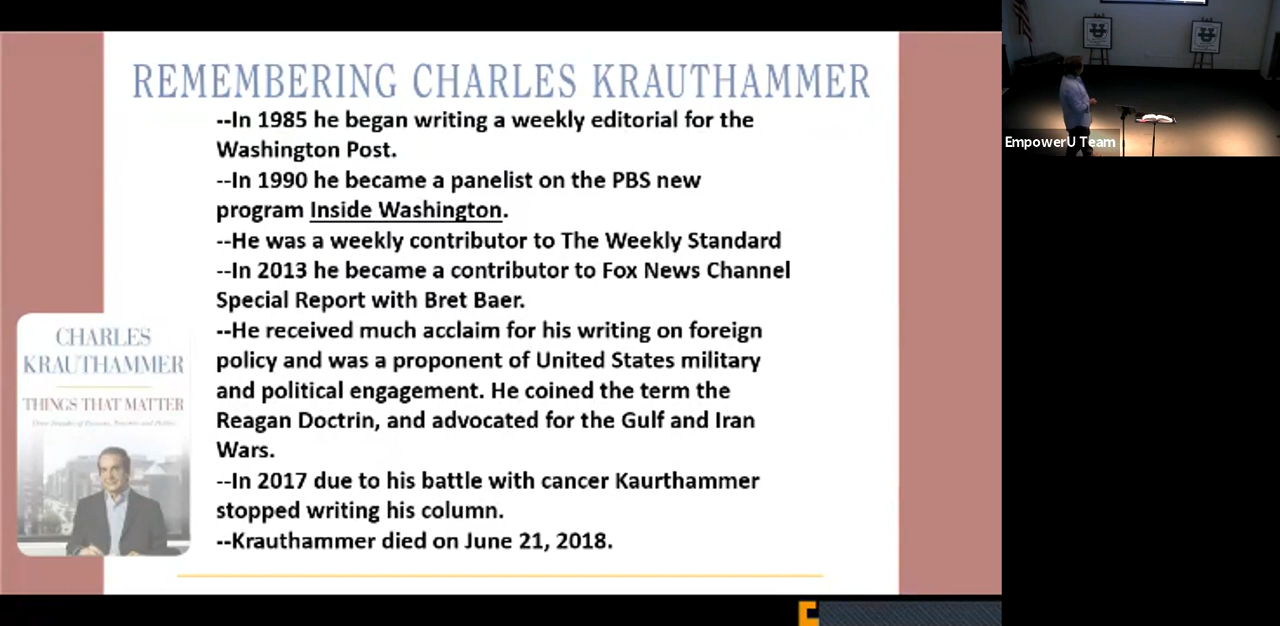 REMEMBERING CHARLES KRAUTHAMMER
--In 1985 he began writing a weekly editorial for the
Washington Post.
--In 1990 he became a panelist on the PBS new
program Inside Washington.
--He was a weekly contributor to The Weekly Standard
--In 2013 he became a contributor to Fox News Channel
Special Report with Bret Baer.
--He received much acclaim for his writing on foreign
policy and was a proponent of United States military
and political engagement. He coined the term the
Reagan Doctrin, and advocated for the Gulf and Iran
Wars.
--In 2017 due to his battle with cancer Kaurthammer
stopped writing his column.
--Krauthammer died on June 21, 2018.
CHARLES
KRAUTHAMMER
THINGS THAT MATTER
EmpowerU Team